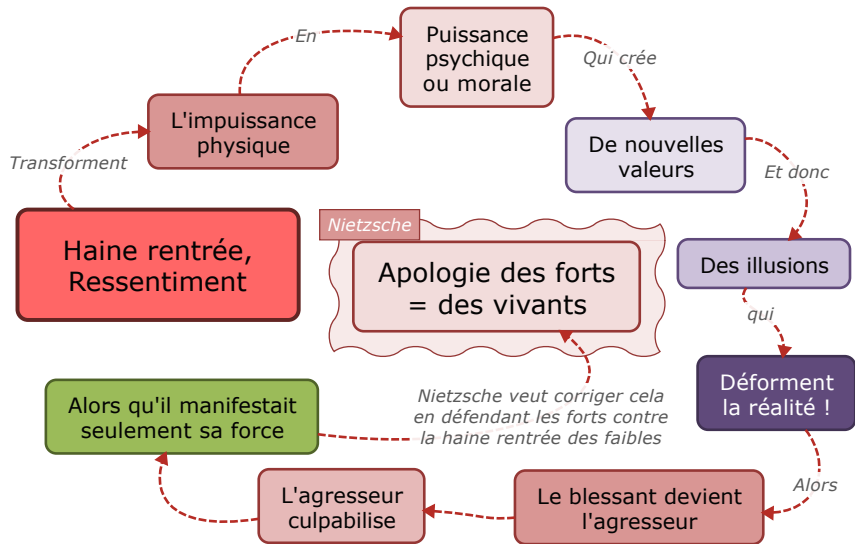 Haine rentrée,
Ressentiment
Transforment
L'impuissance
physique
En
Puissance
psychique
ou morale
Qui crée
De nouvelles
valeurs
Et donc
Des illusions
qui
Déforment
la réalité !
Alors
Le blessant devient
l'agresseur
L'agresseur
culpabilise
Alors qu'il manifestait
seulement sa force
Nietzsche veut corriger cela
en défendant les forts contre
la haine rentrée des faibles
Nietzsche
Apologie des forts
= des vivants